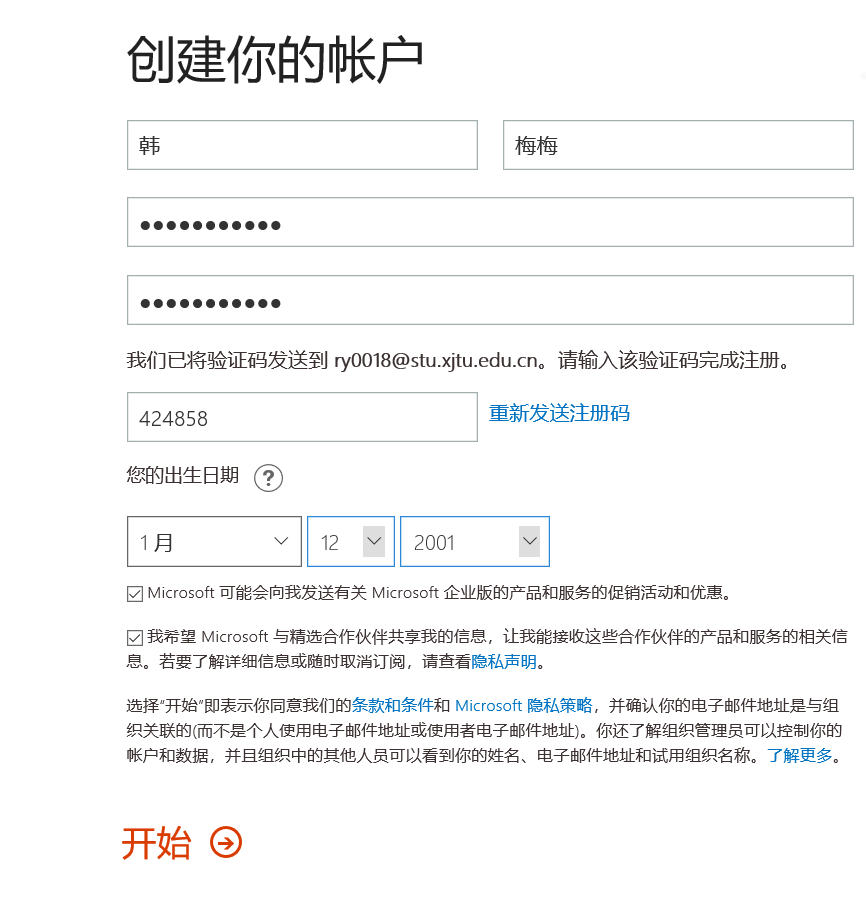 创建你的帐户
韩 梅梅
●●●●●●●●●●●
●●●●●●●●●●●
我们已将验证码发送到 ry0018@stu.xjtu.edu.cn。请输入该验证码完成注册。
424858 重新发送注册码
您的出生日期 ?
1 月 12 2001
Microsoft 可能会向我发送有关 Microsoft 企业版的产品和服务的促销活动和优惠。
我希望 Microsoft 与精选合作伙伴共享我的信息，让我能接收这些合作伙伴的产品和服务的相关信
息。若要了解详细信息或随时取消订阅，请查看隐私声明。
选择“开始”即表示你同意我们的条款和条件和 Microsoft 隐私策略，并确认你的电子邮件地址是与组
织关联的(而不是个人使用电子邮件地址或使用者电子邮件地址)。你还了解组织管理员可以控制你的
帐户和数据，并且组织中的其他人员可以看到你的姓名、电子邮件地址和试用组织名称。了解更多。
开始